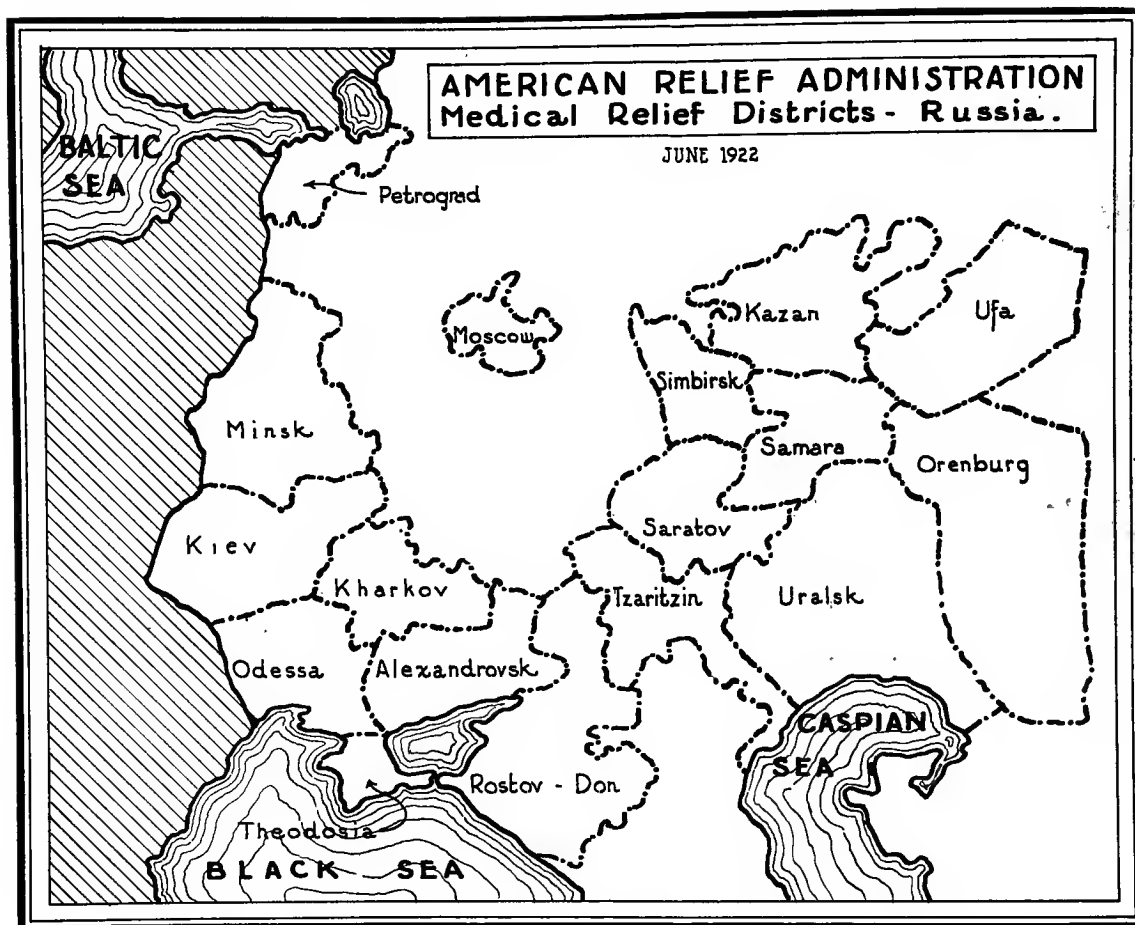 AMERICAN RELIEF ADMINISTRATION
Medical Relief Districts - Russia.
JUNE 1922
BALTIC
SEA
Petrograd
Moscow
Kazan
Ufa
Simbirsk
Minsk
Samara
Orenburg
Saratov
Kiev
Kharkov
Tzaritzin
Uralsk
Odessa
Alexandrovsk
CASPIAN
SEA
Rostov - Don
Theodosia
BLACK SEA